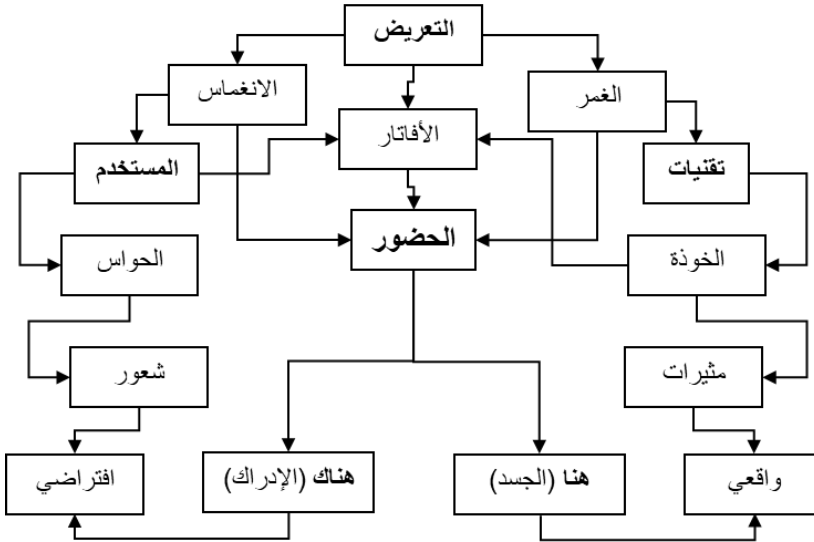 التعريض
الغمر
الانغماس
الأفاتار
تقنيات
المستخدم
الحضور
الخوذة
الحواس
مثيرات
شعور
واقعي
هنا (الجسد)
هناك (الإدراك)
افتراضي